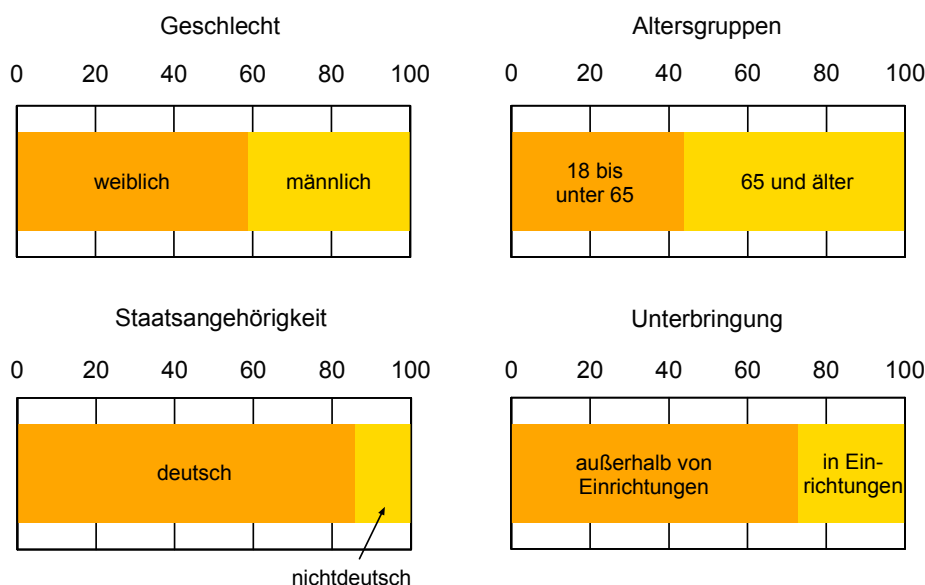 Geschlecht
0 20 40 60 80 100
weiblich männlich
Altersgruppen
0 20 40 60 80 100
18 bis
unter 65
65 und älter
Staatsangehörigkeit
0 20 40 60 80 100
deutsch
nichtdeutsch
Unterbringung
0 20 40 60 80 100
außerhalb von
Einrichtungen
in Ein-
richtungen